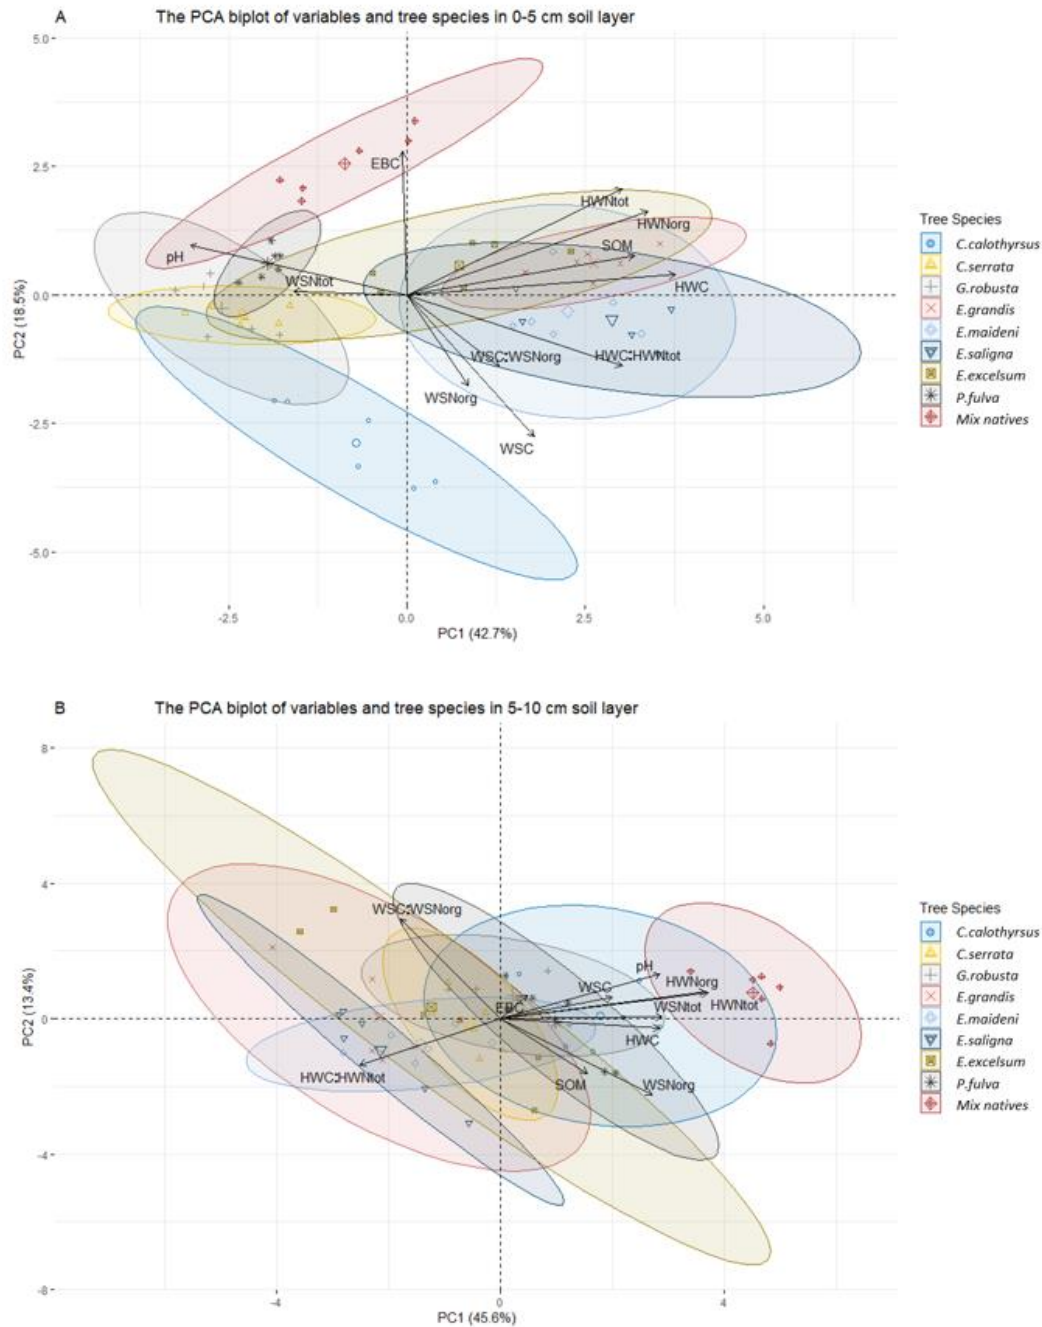 A The PCA biplot of variables and tree species in 0-5 cm soil layer
5.0
2.5
0.0
-2.5
-5.0
PC2 (18.5%)
EBC
HWNtot
HWNorg
SOM
pH
WSNtot
HWC
WSC:WSNorg
HWC:HWNtot
WSNorg
WSC
-2.5 0.0 2.5 5.0
PC1 (42.7%)
Tree Species
C.calothyrsus
C.serrata
G.robusta
E.grandis
E.maideni
E.saligna
E.excelsum
P.fulva
Mix natives
B The PCA biplot of variables and tree species in 5-10 cm soil layer
8
4
0
-4
-8
PC2 (13.4%)
WSC:WSNorg
pH
HWNorg
WSC
EBC
WSNtot HWNtot
HWC
HWC:HWNtot
SOM
WSNorg
-4 0 4
PC1 (45.6%)
Tree Species
C.calothyrsus
C.serrata
G.robusta
E.grandis
E.maideni
E.saligna
E.excelsum
P.fulva
Mix natives